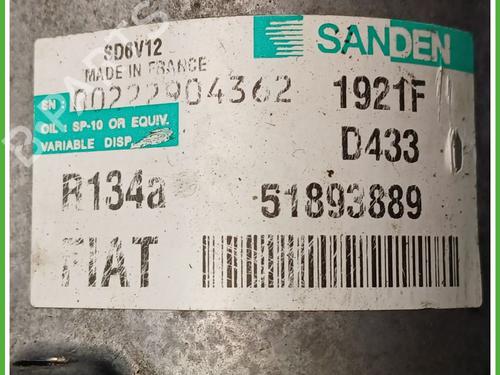 SD6V12
MADE IN FRANCE
SANDEN
SN: 00222904362
1921F
OIL: SP-10 OR EQUIV.
VARIABLE DISP.
D433
R134a
51893889
FIAT
B PARTS